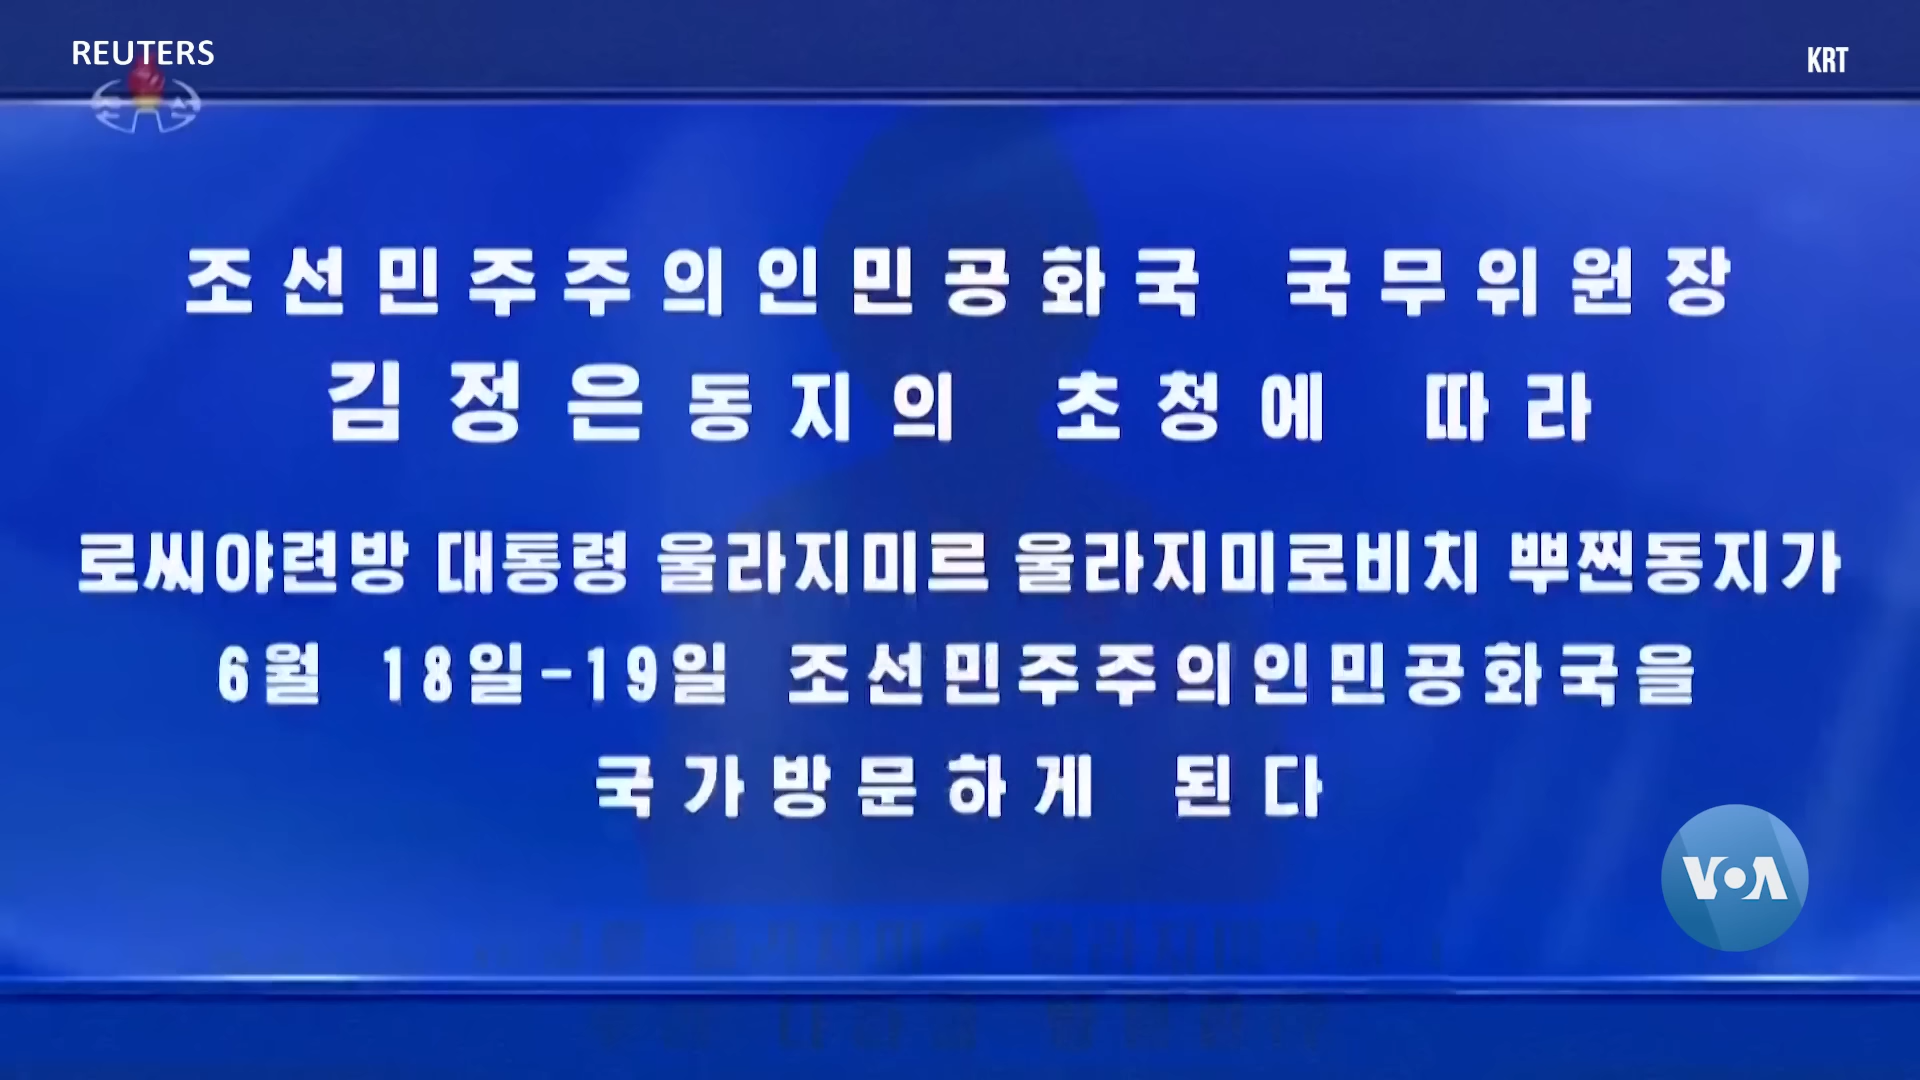 REUTERS
KRT
조선
조선민주주의인민공화국 국무위원장
김정은동지의 초청에 따라
로씨야련방 대통령 울라지미르 울라지미로비치 뿌찐동지가
6월 18일-19일 조선민주주의인민공화국을
국가방문하게 된다
VOA